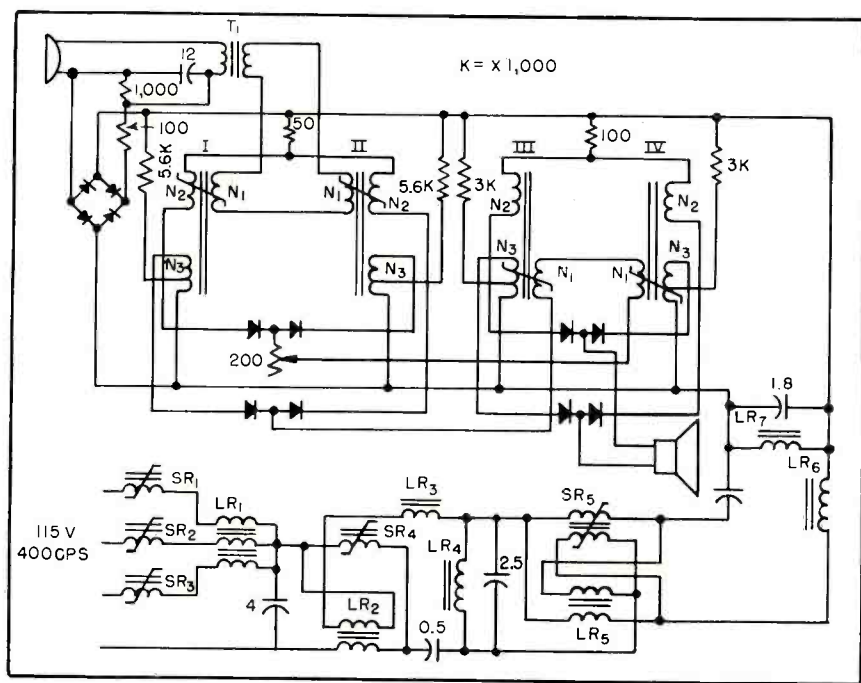 T1
12
K = x 1,000
1,000
100
50
100
I
II
III
IV
5.6K
5.6K
3K
3K
N2
N1
N1
N2
N2
N2
N3
N3
N3
N1
N1
N3
200
1.8
LR7
LR6
SR1
LR1
LR3
SR5
115 V
400CPS
SR2
SR4
LR4
2.5
SR3
4
LR2
0.5
LR5